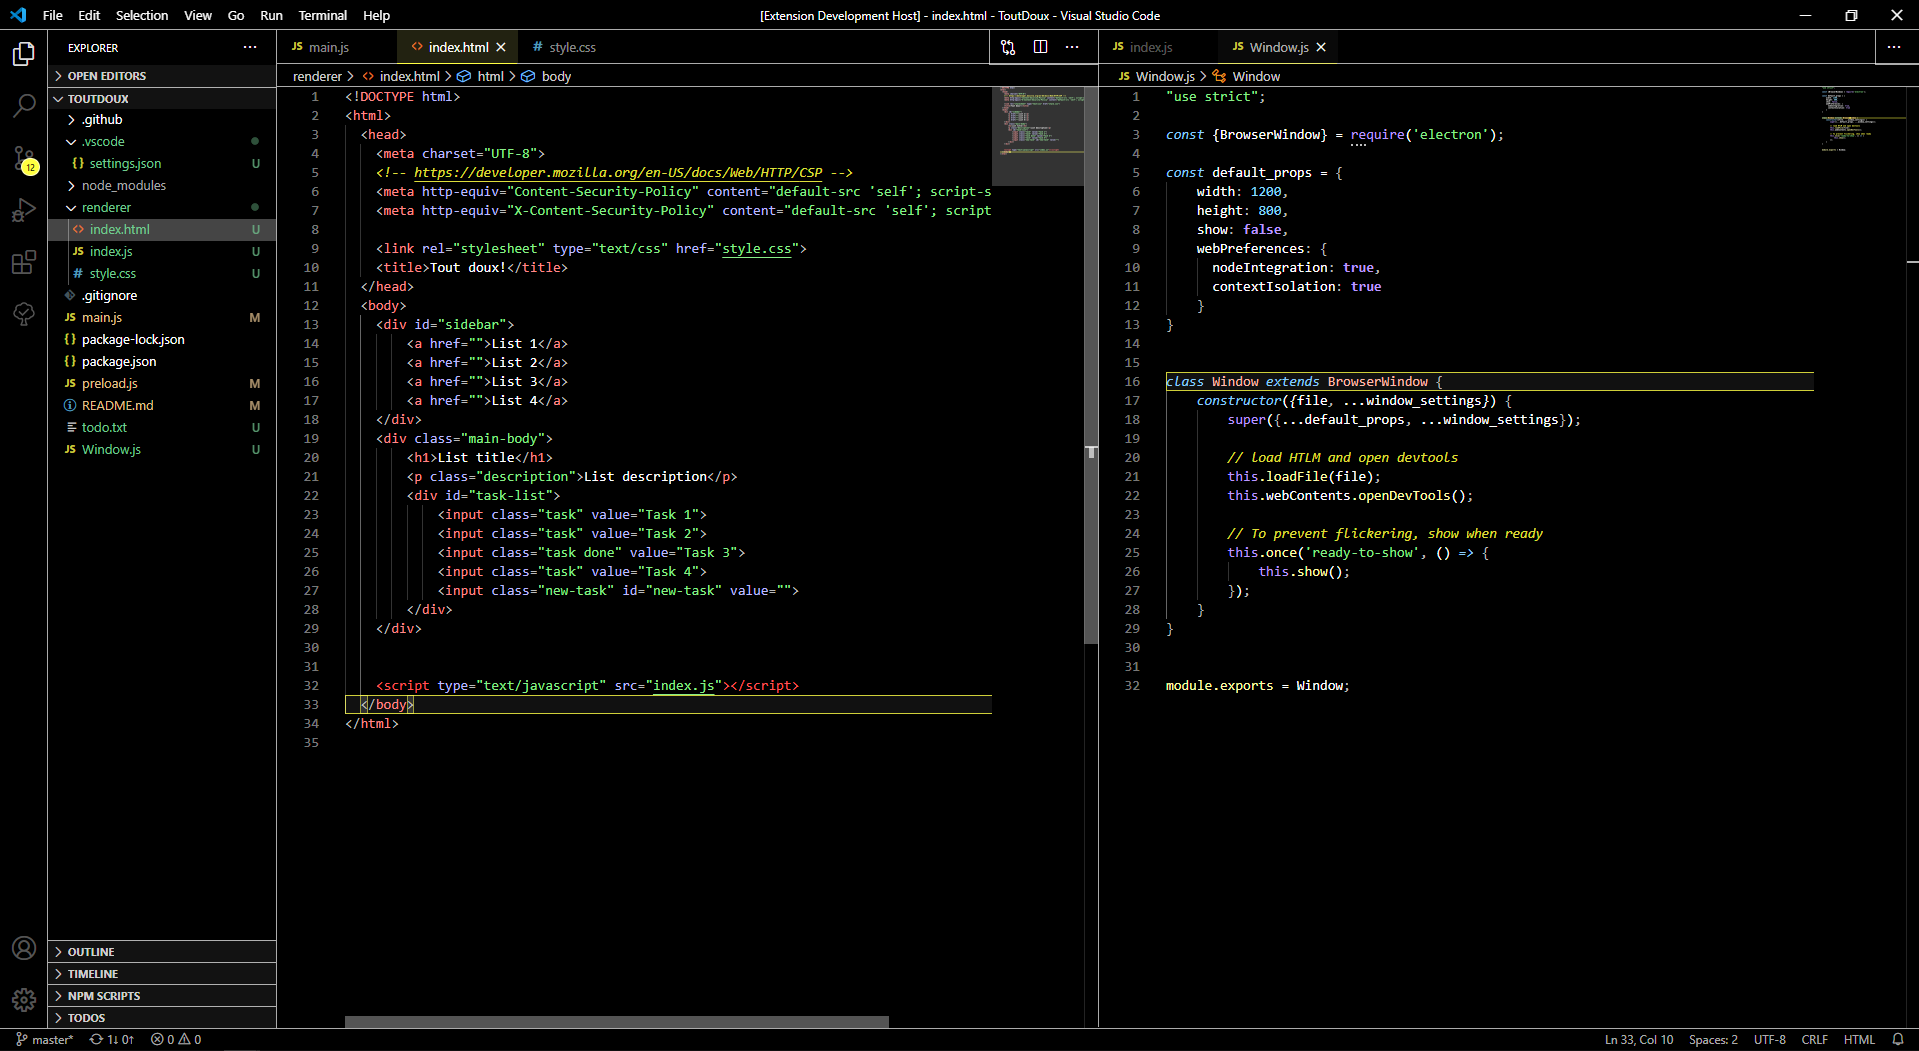 File Edit Selection View Go Run Terminal Help
[Extension Development Host] - index.html - ToutDoux - Visual Studio Code
EXPLORER
OPEN EDITORS
TOUTDOUX
.github
.vscode
settings.json U
node_modules
renderer
index.html U
index.js U
style.css U
.gitignore
main.js M
package-lock.json
package.json
preload.js M
README.md M
todo.txt U
Window.js U
12
OUTLINE
TIMELINE
NPM SCRIPTS
TODOS
main.js index.html style.css
renderer > index.html > html > body
1 <!DOCTYPE html>
2 <html>
3 <head>
4 <meta charset="UTF-8">
5 <!-- https://developer.mozilla.org/en-US/docs/Web/HTTP/CSP -->
6 <meta http-equiv="Content-Security-Policy" content="default-src 'self'; script-s
7 <meta http-equiv="X-Content-Security-Policy" content="default-src 'self'; script
8
9 <link rel="stylesheet" type="text/css" href="style.css">
10 <title>Tout doux!</title>
11 </head>
12 <body>
13 <div id="sidebar">
14 <a href="">List 1</a>
15 <a href="">List 2</a>
16 <a href="">List 3</a>
17 <a href="">List 4</a>
18 </div>
19 <div class="main-body">
20 <h1>List title</h1>
21 <p class="description">List description</p>
22 <div id="task-list">
23 <input class="task" value="Task 1">
24 <input class="task" value="Task 2">
25 <input class="task done" value="Task 3">
26 <input class="task" value="Task 4">
27 <input class="new-task" id="new-task" value="">
28 </div>
29 </div>
30
31
32 <script type="text/javascript" src="index.js"></script>
33 </body>
34 </html>
35
index.js Window.js
Window.js > Window
1 "use strict";
2
3 const {BrowserWindow} = require('electron');
4
5 const default_props = {
6 width: 1200,
7 height: 800,
8 show: false,
9 webPreferences: {
10 nodeIntegration: true,
11 contextIsolation: true
12 }
13 }
14
15
16 class Window extends BrowserWindow {
17 constructor({file, ...window_settings}) {
18 super({...default_props, ...window_settings});
19
20 // load HTLM and open devtools
21 this.loadFile(file);
22 this.webContents.openDevTools();
23
24 // To prevent flickering, show when ready
25 this.once('ready-to-show', () => {
26 this.show();
27 });
28 }
29 }
30
31
32 module.exports = Window;
master* 1↓ 0↑ 0 0
Ln 33, Col 10 Spaces: 2 UTF-8 CRLF HTML